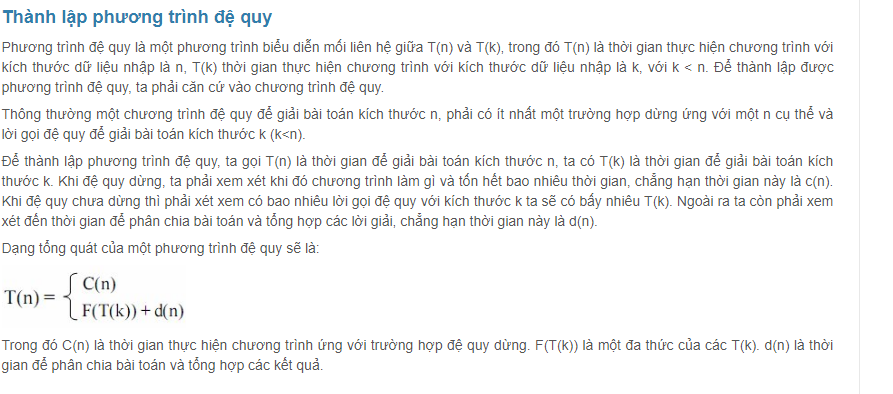 Thành lập phương trình đệ quy
Phương trình đệ quy là một phương trình biểu diễn mối liên hệ giữa T(n) và T(k), trong đó T(n) là thời gian thực hiện chương trình với
kích thước dữ liệu nhập là n, T(k) thời gian thực hiện chương trình với kích thước dữ liệu nhập là k, với k < n. Để thành lập được
phương trình đệ quy, ta phải căn cứ vào chương trình đệ quy.
Thông thường một chương trình đệ quy để giải bài toán kích thước n, phải có ít nhất một trường hợp dừng ứng với một n cụ thể và
lời gọi đệ quy để giải bài toán kích thước k (k<n).
Để thành lập phương trình đệ quy, ta gọi T(n) là thời gian để giải bài toán kích thước n, ta có T(k) là thời gian để giải bài toán kích
thước k. Khi đệ quy dừng, ta phải xem xét khi đó chương trình làm gì và tốn hết bao nhiêu thời gian, chẳng hạn thời gian này là c(n).
Khi đệ quy chưa dừng thì phải xét xem có bao nhiêu lời gọi đệ quy với kích thước k ta sẽ có bấy nhiêu T(k). Ngoài ra ta còn phải xem
xét đến thời gian để phân chia bài toán và tổng hợp các lời giải, chẳng hạn thời gian này là d(n).
Dạng tổng quát của một phương trình đệ quy sẽ là:
C(n)
T(n) = {
F(T(k)) + d(n)
Trong đó C(n) là thời gian thực hiện chương trình ứng với trường hợp đệ quy dừng. F(T(k)) là một đa thức của các T(k). d(n) là thời
gian để phân chia bài toán và tổng hợp các kết quả.